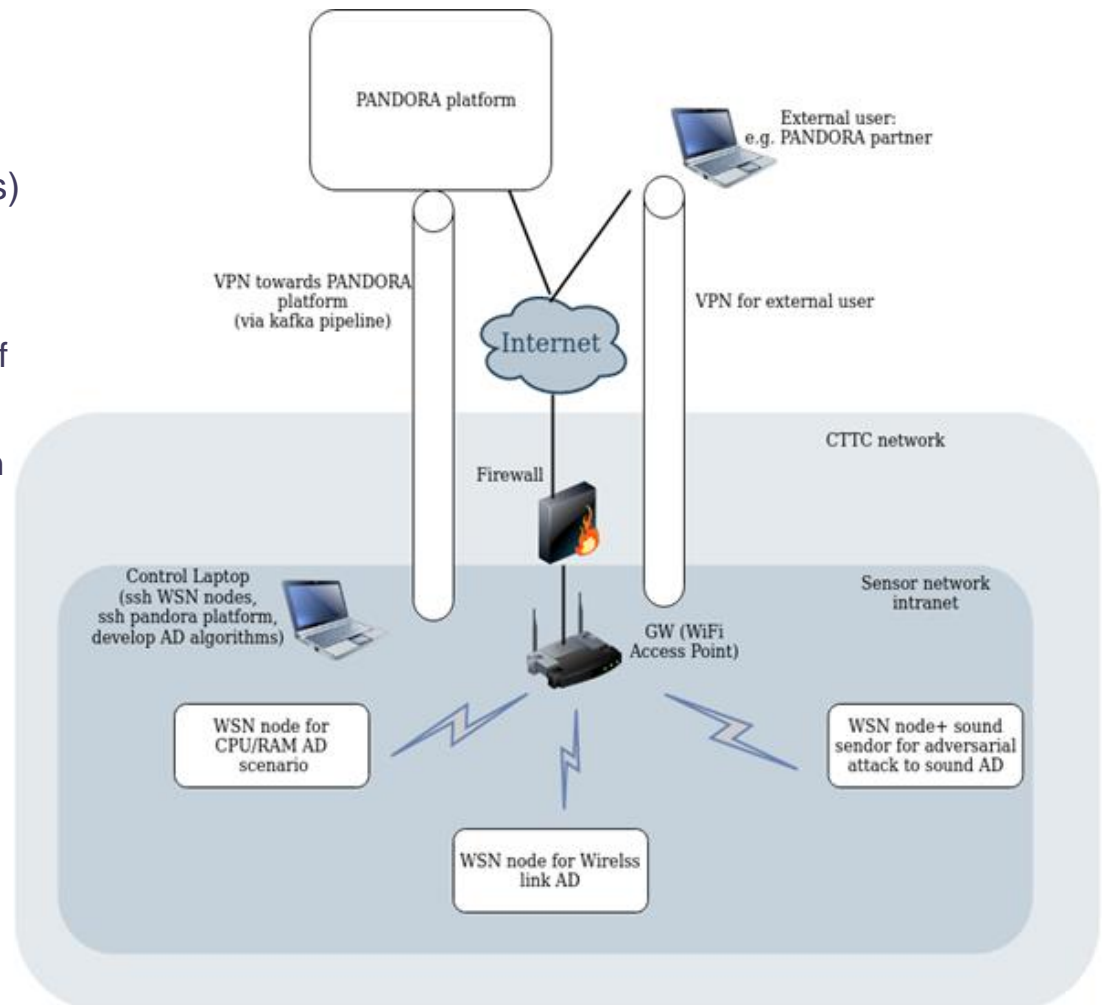 PANDORA platform
External user:
e.g. PANDORA partner
s)
VPN towards PANDORA
platform
(via kafka pipeline)
VPN for external user
Internet
f
CTTC network
n
Firewall
Control Laptop
(ssh WSN nodes,
ssh pandora platform,
develop AD algorithms)
Sensor network
intranet
GW (WiFi
Access Point)
WSN node for
CPU/RAM AD
scenario
WSN node+ sound
sendor for adversarial
attack to sound AD
WSN node for Wirelss
link AD